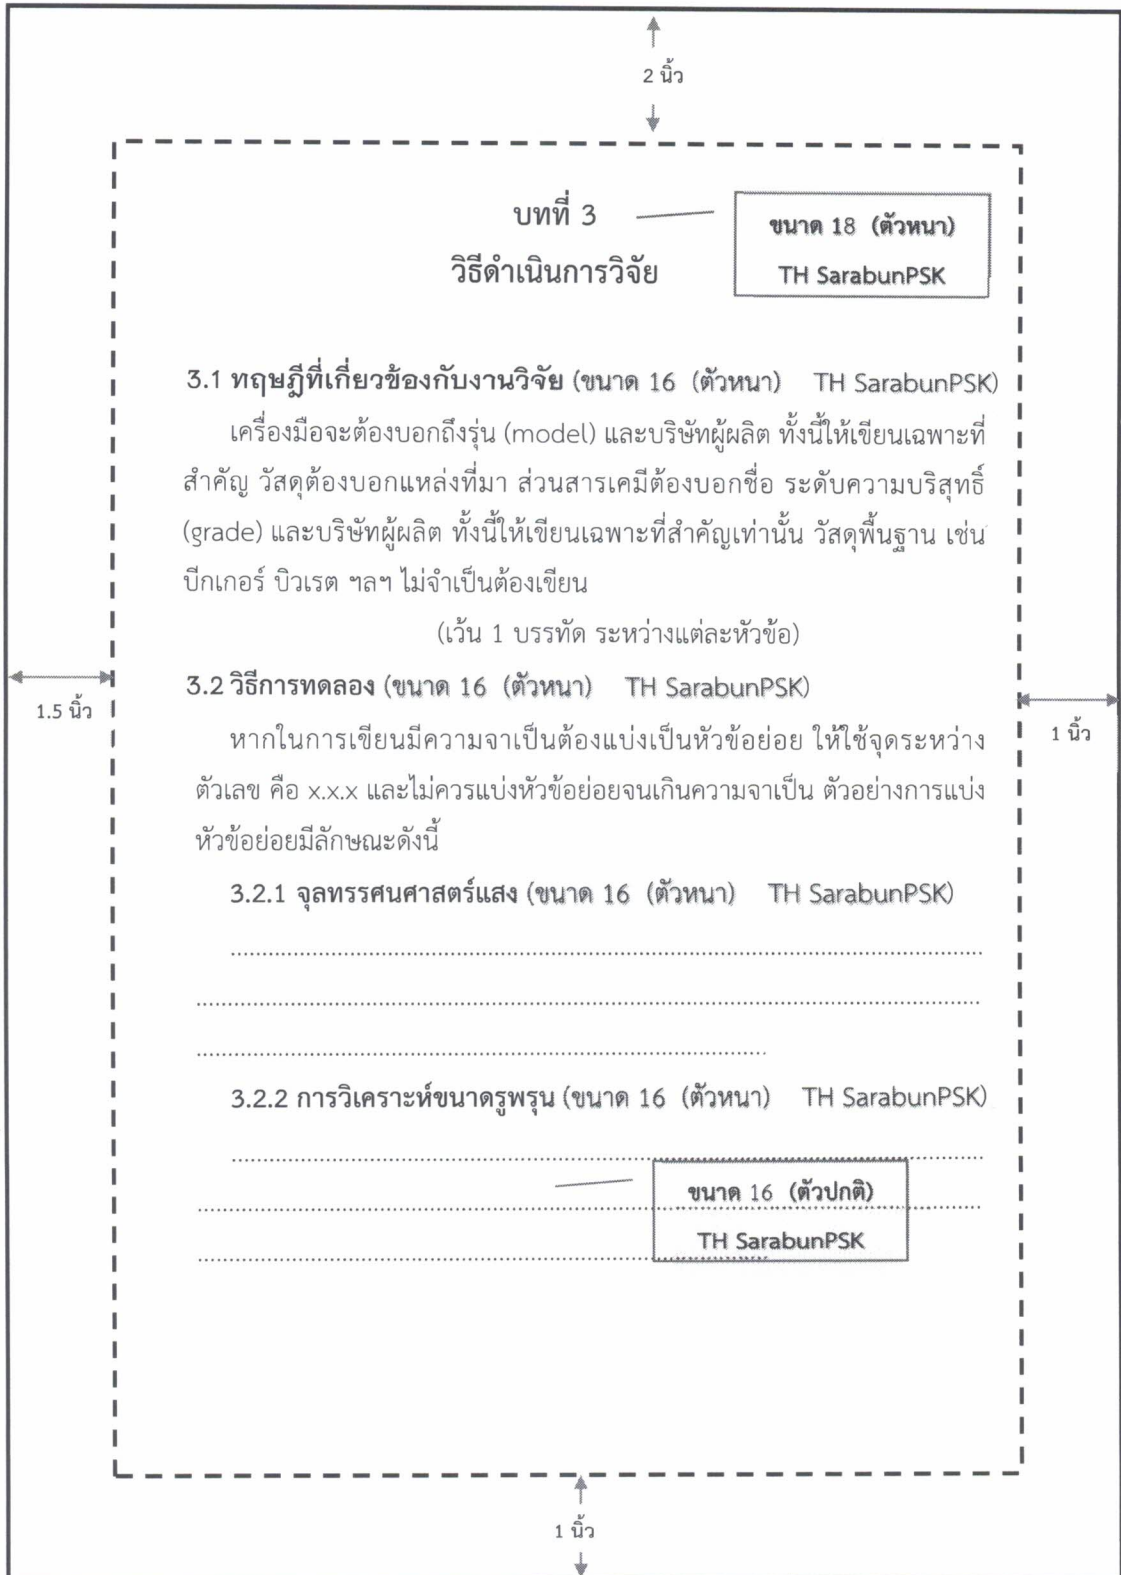 2 นิ้ว
บทที่ 3
ขนาด 18 (ตัวหนา)
วิธีดำเนินการวิจัย
TH SarabunPSK
3.1 ทฤษฎีที่เกี่ยวข้องกับงานวิจัย (ขนาด 16 (ตัวหนา) TH SarabunPSK)
เครื่องมือจะต้องบอกถึงรุ่น (model) และบริษัทผู้ผลิต ทั้งนี้ให้เขียนเฉพาะที่
สำคัญ วัสดุต้องบอกแหล่งที่มา ส่วนสารเคมีต้องบอกชื่อ ระดับความบริสุทธิ์
(grade) และบริษัทผู้ผลิต ทั้งนี้ให้เขียนเฉพาะที่สำคัญเท่านั้น วัสดุพื้นฐาน เช่น
บีกเกอร์ บิวเรต ฯลฯ ไม่จำเป็นต้องเขียน
(เว้น 1 บรรทัด ระหว่างแต่ละหัวข้อ)
3.2 วิธีการทดลอง (ขนาด 16 (ตัวหนา) TH SarabunPSK)
1.5 นิ้ว
1 นิ้ว
หากในการเขียนมีความจาเป็นต้องแบ่งเป็นหัวข้อย่อย ให้ใช้จุดระหว่าง
ตัวเลข คือ x.x.x และไม่ควรแบ่งหัวข้อย่อยจนเกินความจาเป็น ตัวอย่างการแบ่ง
หัวข้อย่อยมีลักษณะดังนี้
3.2.1 จุลทรรศนศาสตร์แสง (ขนาด 16 (ตัวหนา) TH SarabunPSK)
3.2.2 การวิเคราะห์ขนาดรูพรุน (ขนาด 16 (ตัวหนา) TH SarabunPSK)
ขนาด 16 (ตัวปกติ)
TH SarabunPSK
1 นิ้ว